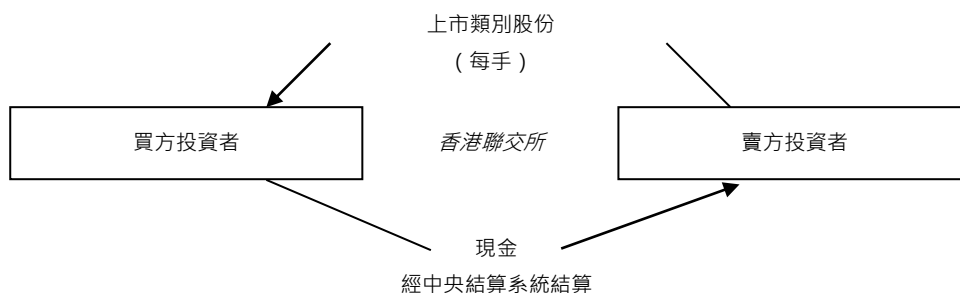 上市類別股份
（每手）
買方投資者
香港聯交所
賣方投資者
現金
經中央結算系統結算